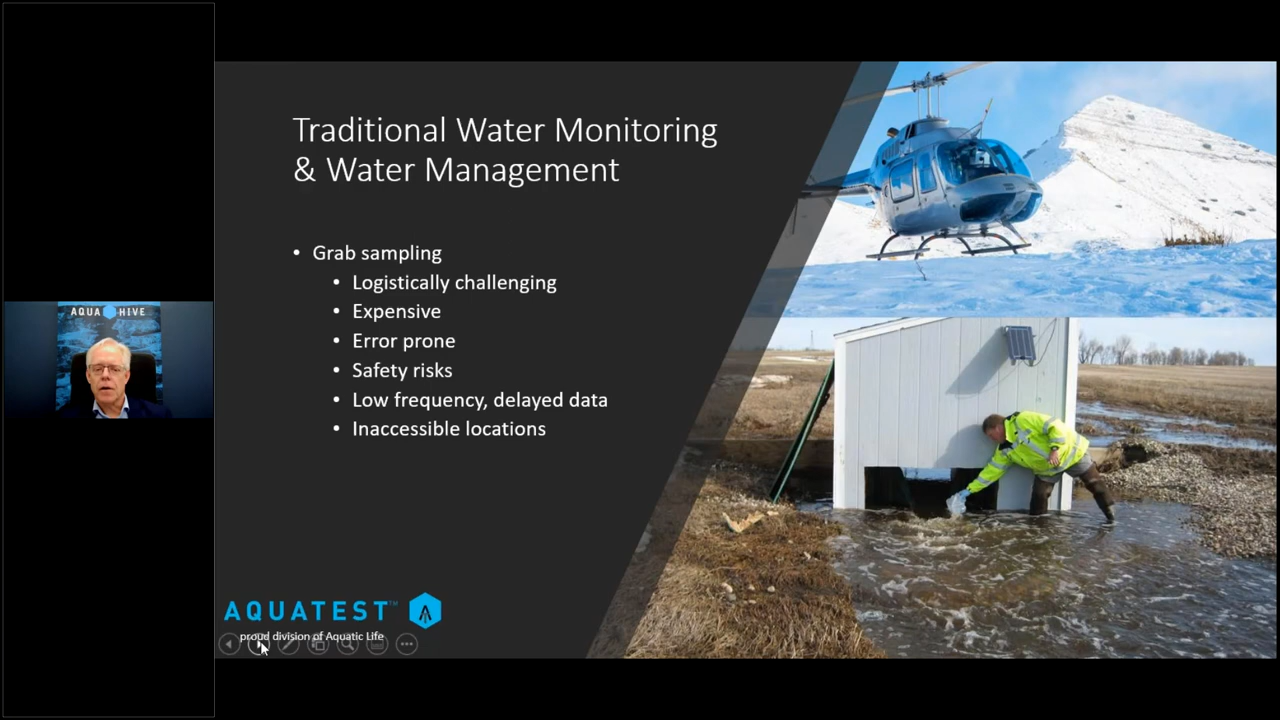 Traditional Water Monitoring
& Water Management
• Grab sampling
• Logistically challenging
• Expensive
• Error prone
• Safety risks
• Low frequency, delayed data
• Inaccessible locations
AQUA HIVE
AQUATEST™
proud division of Aquatic Life